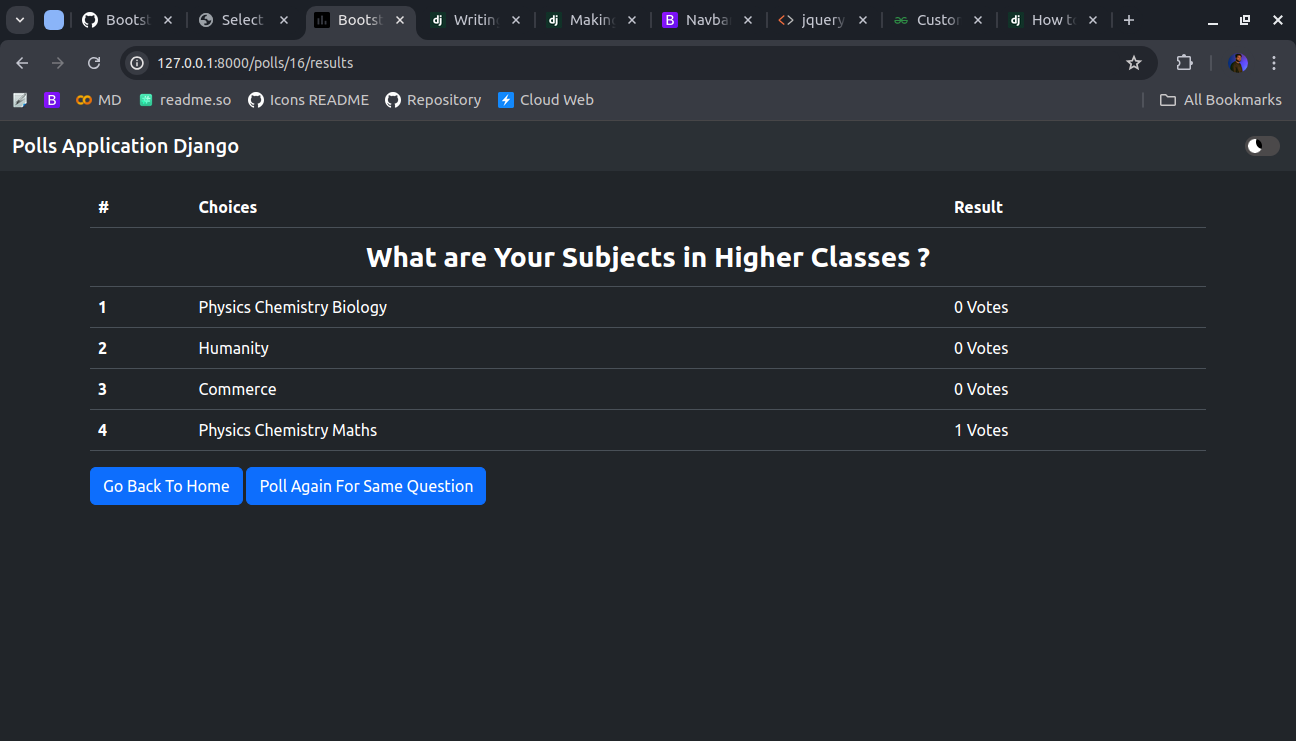 Bootst Select Bootst Writing Making Navba jquery Custor How to
127.0.0.1:8000/polls/16/results
MD readme.so Icons README Repository Cloud Web All Bookmarks
Polls Application Django
# Choices Result
What are Your Subjects in Higher Classes ?
1 Physics Chemistry Biology 0 Votes
2 Humanity 0 Votes
3 Commerce 0 Votes
4 Physics Chemistry Maths 1 Votes
Go Back To Home Poll Again For Same Question